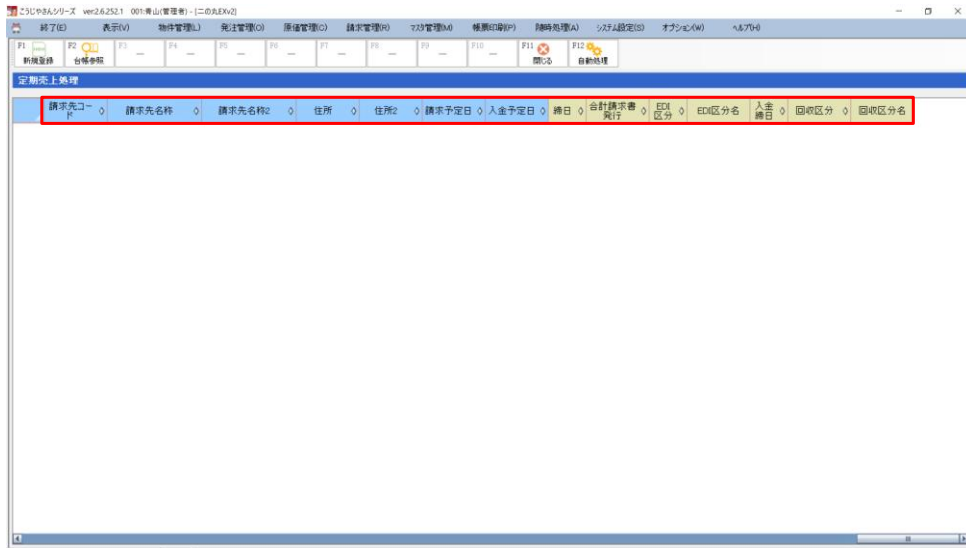 こうじやさんシリーズ ver.2.6.252.1 001:青山(管理者) - [二の丸EXv2]
終了(E) 表示(V) 物件管理(L) 発注管理(O) 原価管理(C) 請求管理(R) マスタ管理(M) 帳票印刷(P) 随時処理(A) システム設定(S) オプション(W) ヘルプ(H)
F1 F2 F3 F4 F5 F6 F7 F8 F9 F10 F11 F12
新規登録 台帳参照 閉じる 自動処理
定期売上処理
請求先コード 請求先名称 請求先名称2 住所 住所2 請求予定日 入金予定日 締日 合計請求書発行 EDI区分 EDI区分名 入金締日 回収区分 回収区分名